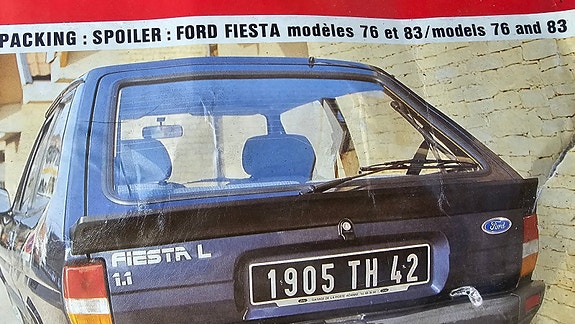 PACKING : SPOILER : FORD FIESTA modèles 76 et 83/models 76 and 83
Ford
FIESTA L
1.1
1905 TH 42